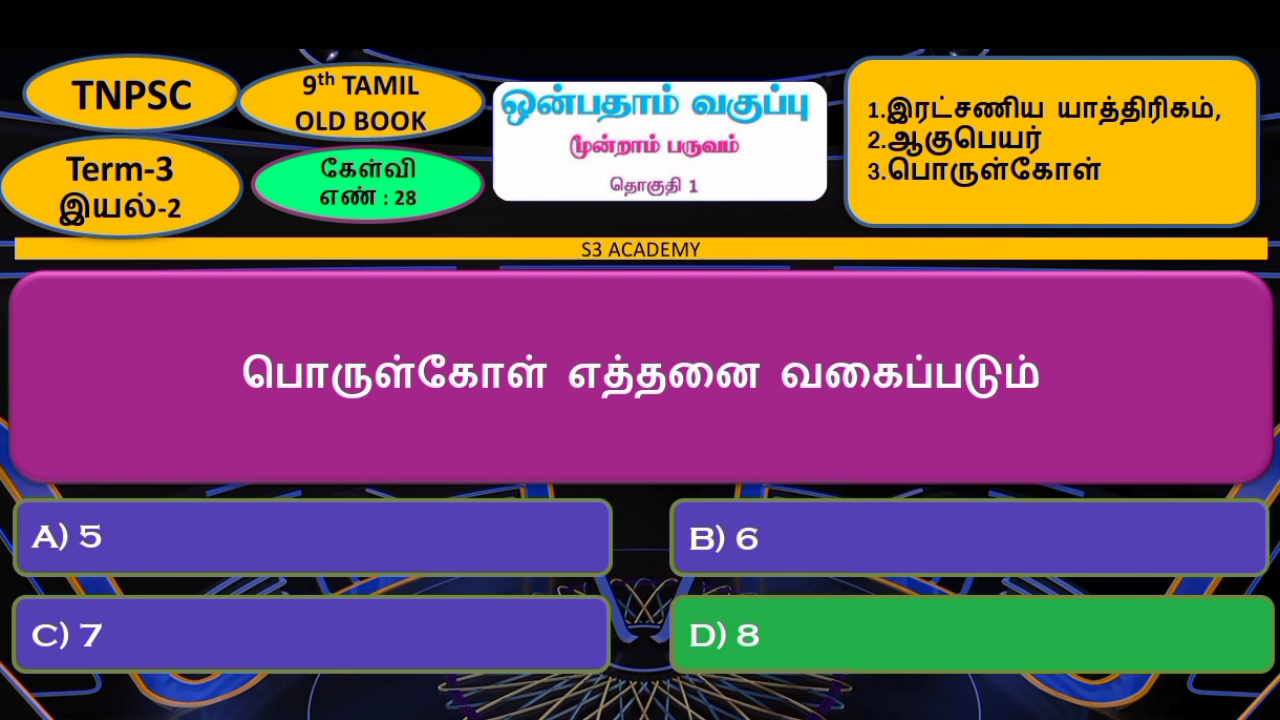 TNPSC
9th TAMIL
OLD BOOK
Term-3
இயல்-2
கேள்வி
எண் : 28
ஒன்பதாம் வகுப்பு
மூன்றாம் பருவம்
தொகுதி 1
1.இரட்சணிய யாத்திரிகம்,
2.ஆகுபெயர்
3.பொருள்கோள்
S3 ACADEMY
பொருள்கோள் எத்தனை வகைப்படும்
A) 5
B) 6
C) 7
D) 8